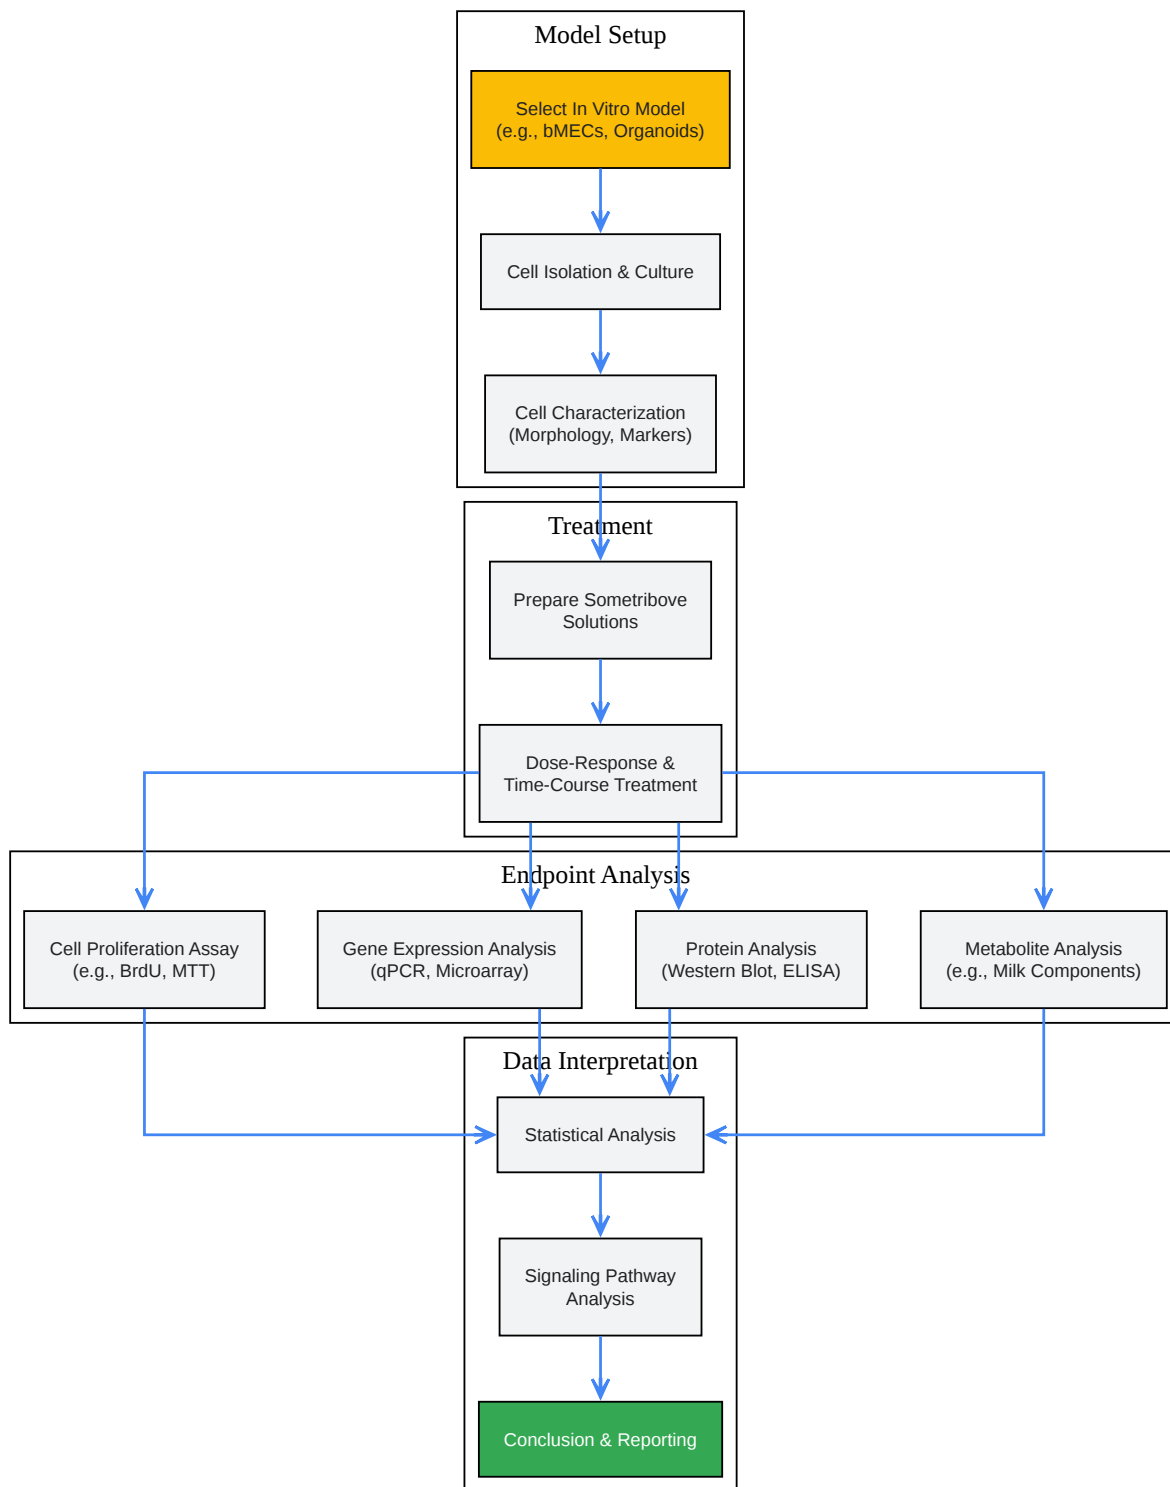 Model Setup
Select In Vitro Model
(e.g., bMECs, Organoids)
Cell Isolation & Culture
Cell Characterization
(Morphology, Markers)
Treatment
Prepare Sometribove
Solutions
Dose-Response &
Time-Course Treatment
Endpoint Analysis
Cell Proliferation Assay
(e.g., BrdU, MTT)
Gene Expression Analysis
(qPCR, Microarray)
Protein Analysis
(Western Blot, ELISA)
Metabolite Analysis
(e.g., Milk Components)
Data Interpretation
Statistical Analysis
Signaling Pathway
Analysis
Conclusion & Reporting